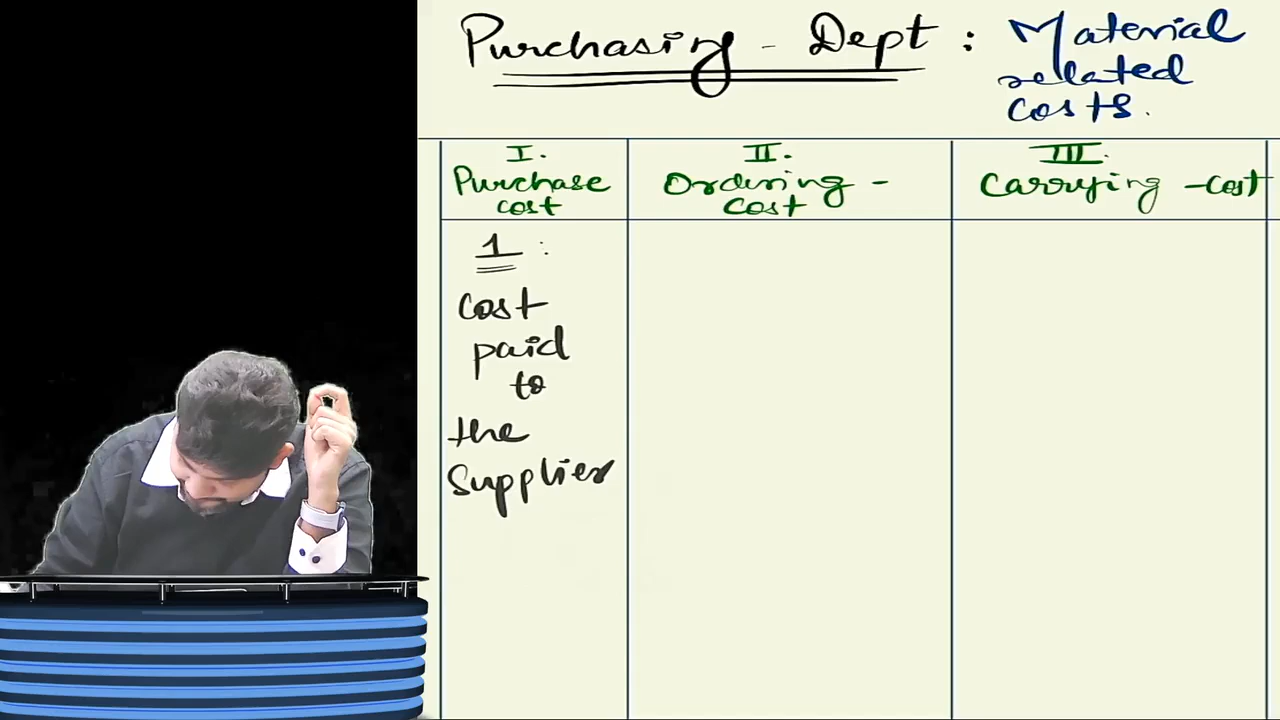 Purchasing - Dept : Material
related
costs.
I.
Purchase
cost
II.
Ordering -
cost
III.
Carrying - cost
1 :
cost
paid
to
the
Supplier